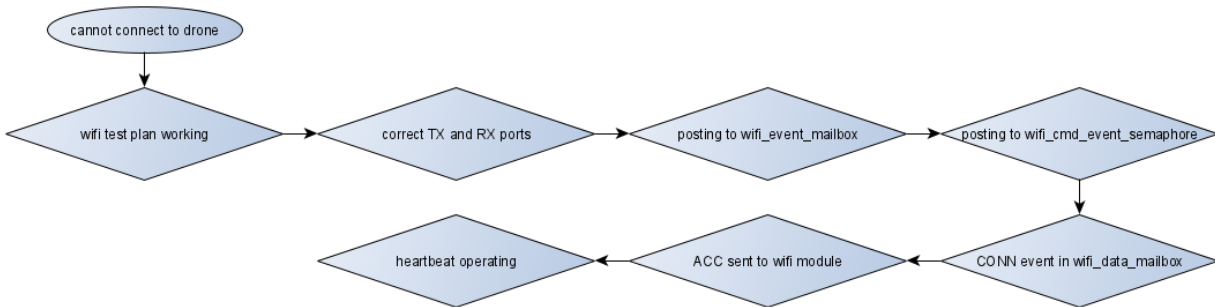 cannot connect to drone
wifi test plan working
correct TX and RX ports
posting to wifi_event_mailbox
posting to wifi_cmd_event_semaphore
CONN event in wifi_data_mailbox
ACC sent to wifi module
heartbeat operating